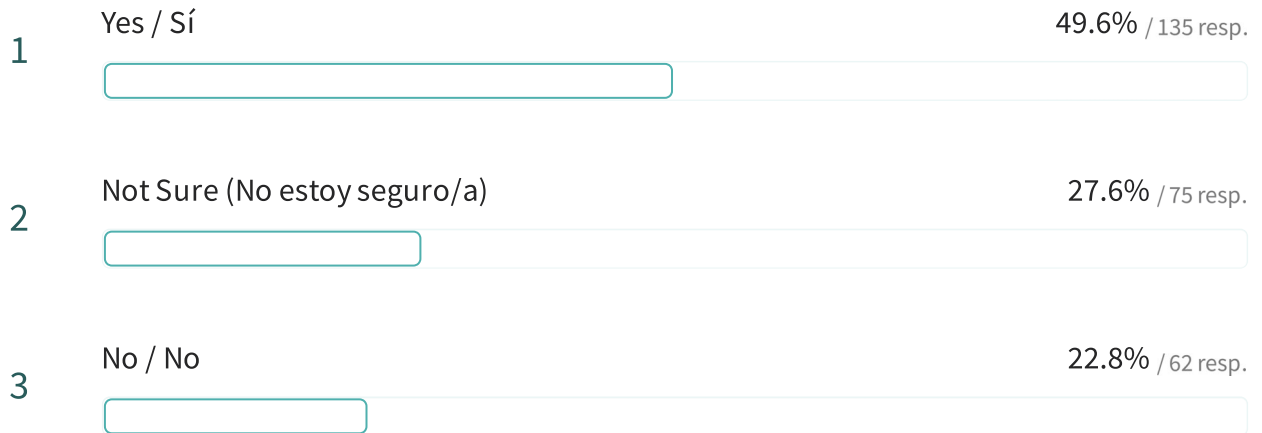 1 Yes / Sí 49.6% / 135 resp.
2 Not Sure (No estoy seguro/a) 27.6% / 75 resp.
3 No / No 22.8% / 62 resp.